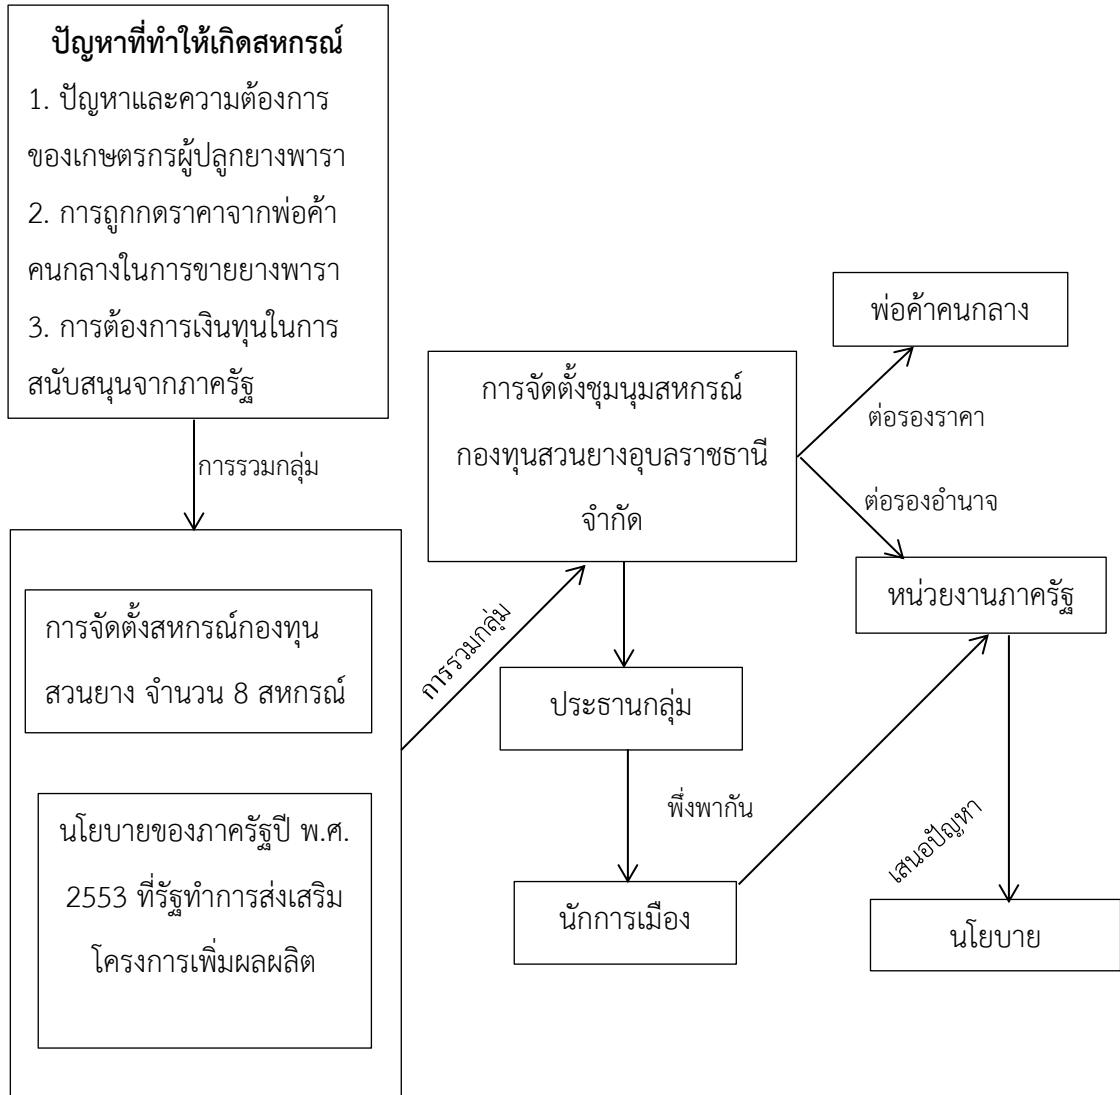 ปัญหาที่ทำให้เกิดสหกรณ์
1. ปัญหาและความต้องการ
ของเกษตรกรผู้ปลูกยางพารา
2. การถูกกดราคาจากพ่อค้า
คนกลางในการขายยางพารา
3. การต้องการเงินทุนในการ
สนับสนุนจากภาครัฐ
การรวมกลุ่ม
การจัดตั้งสหกรณ์กองทุน
สวนยาง จำนวน 8 สหกรณ์
นโยบายของภาครัฐปี พ.ศ.
2553 ที่รัฐทำการส่งเสริม
โครงการเพิ่มผลผลิต
การรวมกลุ่ม
การจัดตั้งชุมนุมสหกรณ์
กองทุนสวนยางอุบลราชธานี
จำกัด
ประธานกลุ่ม
พึ่งพากัน
นักการเมือง
พ่อค้าคนกลาง
ต่อรองราคา
ต่อรองอำนาจ
หน่วยงานภาครัฐ
เสนอปัญหา
นโยบาย